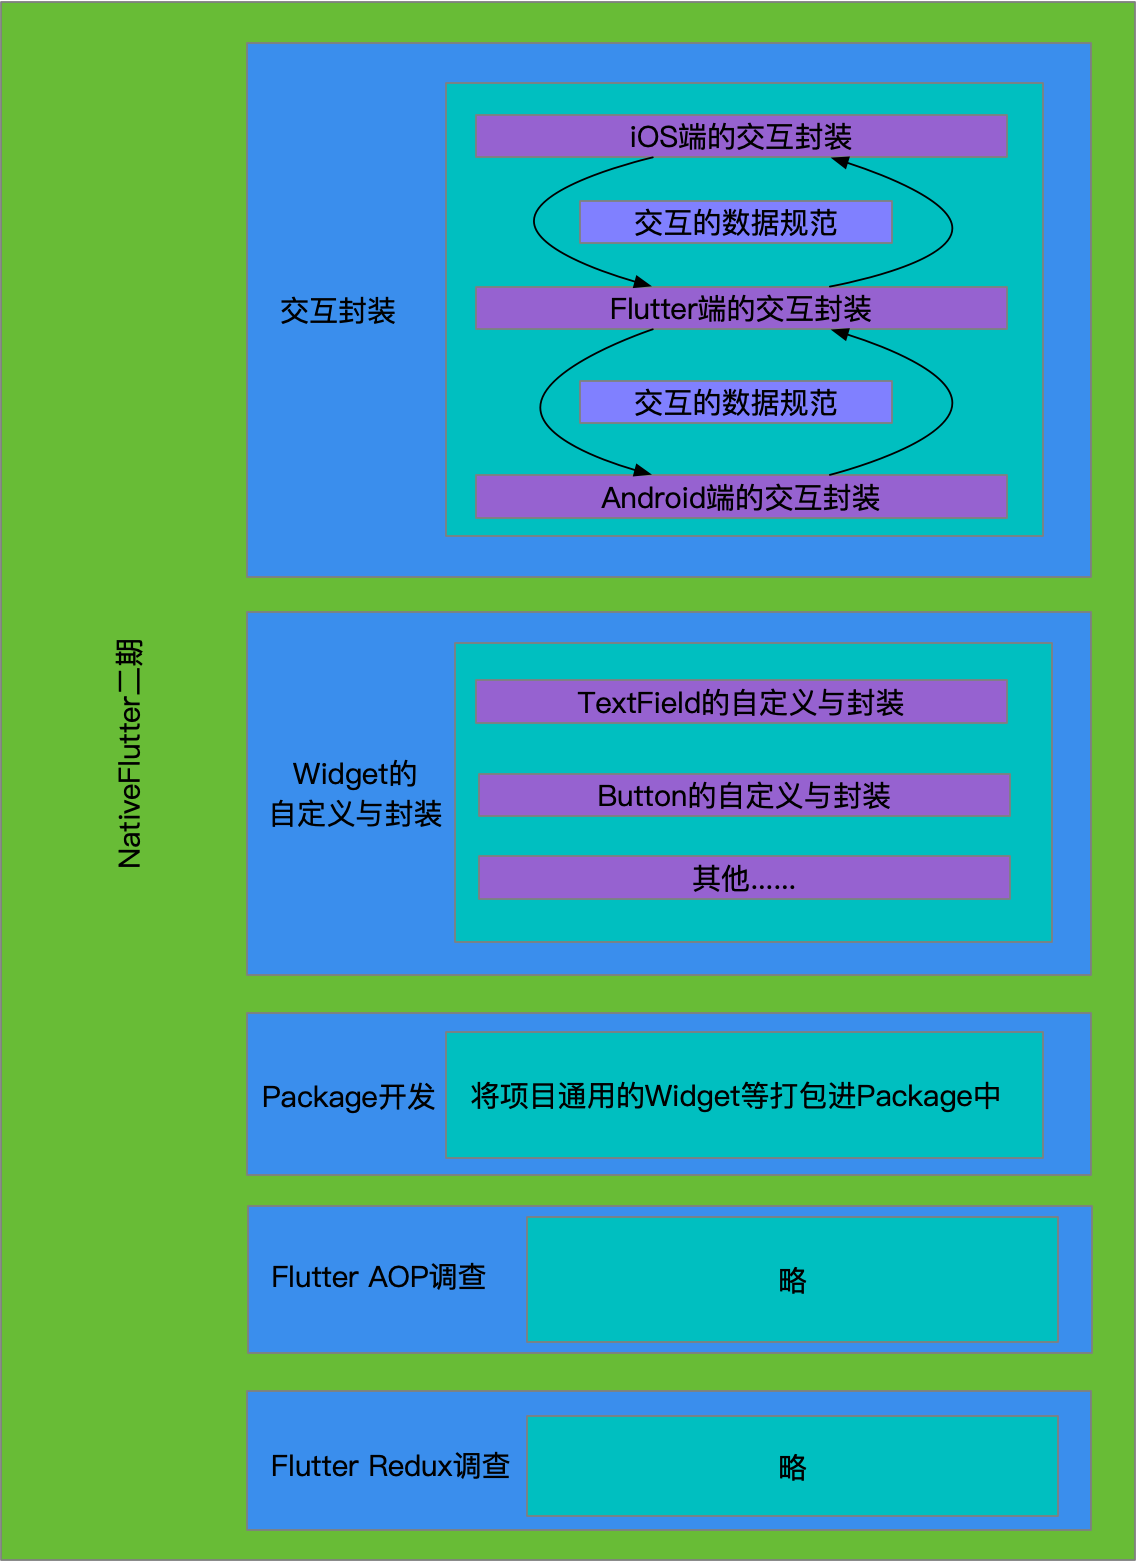 NativeFlutter二期
交互封装
iOS端的交互封装
交互的数据规范
Flutter端的交互封装
交互的数据规范
Android端的交互封装
Widget的
自定义与封装
TextField的自定义与封装
Button的自定义与封装
其他......
Package开发
将项目通用的Widget等打包进Package中
Flutter AOP调查
略
Flutter Redux调查
略